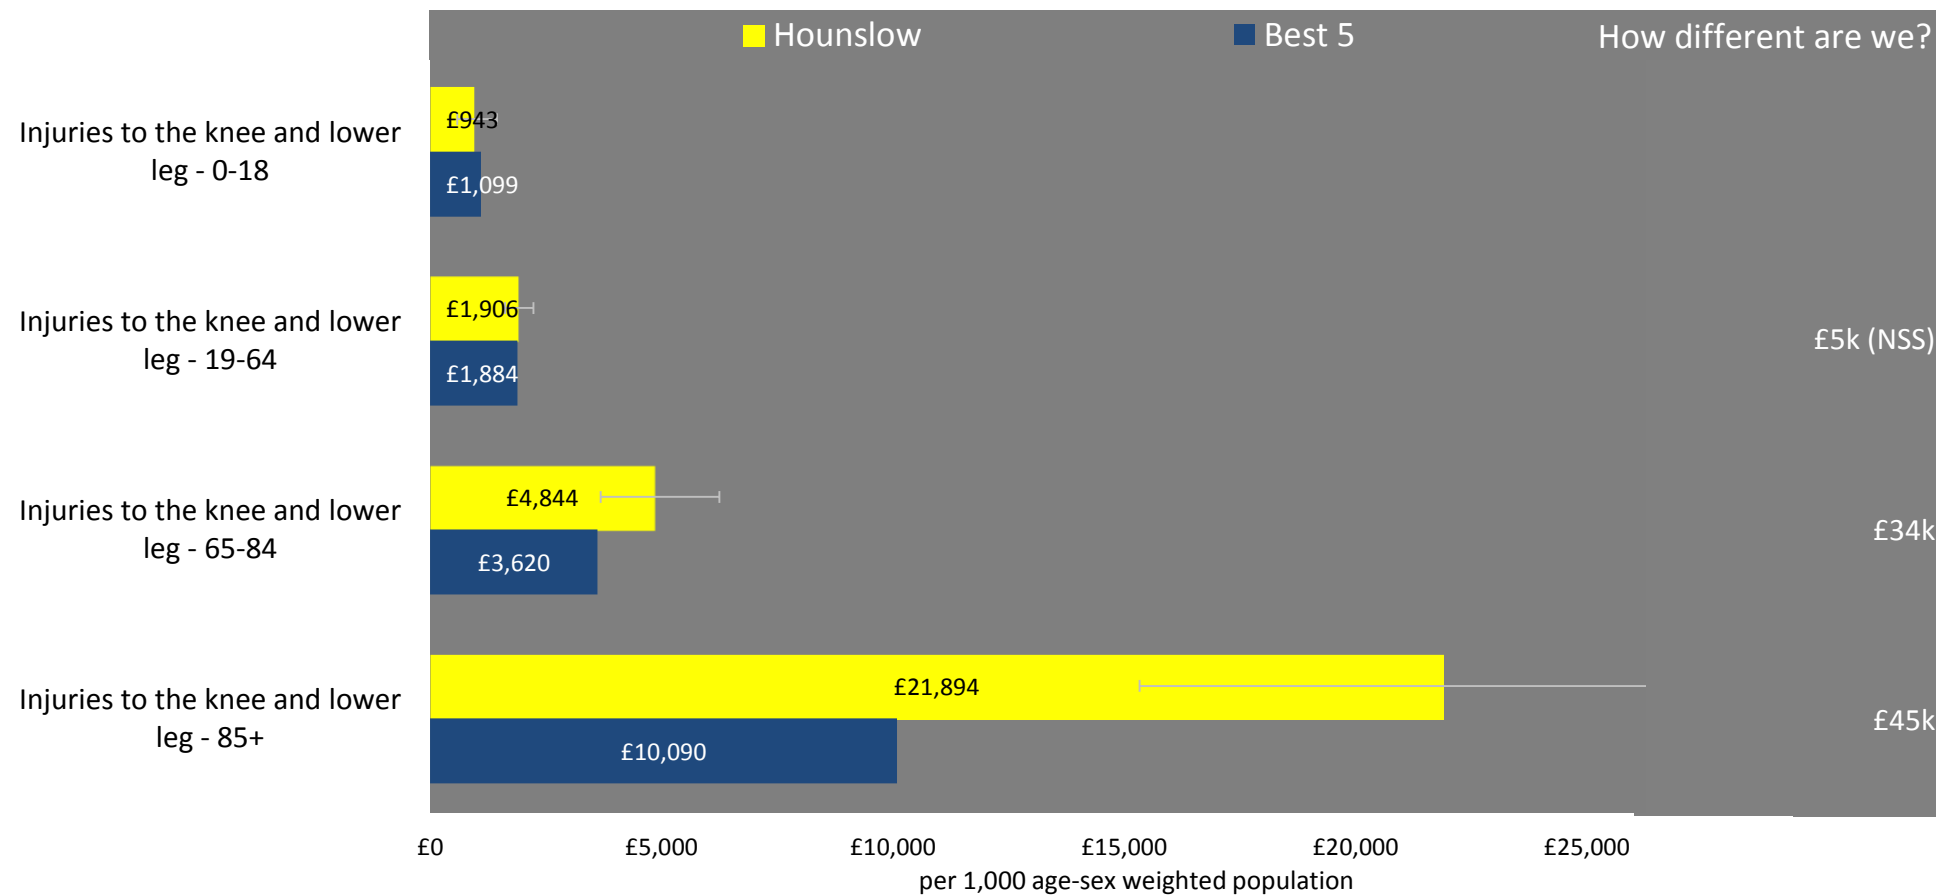 Hounslow
Best 5
How different are we?
Injuries to the knee and lower
leg - 0-18
£943
£1,099
Injuries to the knee and lower
leg - 19-64
£1,906
£1,884
£5k (NSS)
Injuries to the knee and lower
leg - 65-84
£4,844
£3,620
£34k
Injuries to the knee and lower
leg - 85+
£21,894
£10,090
£45k
£0 £5,000 £10,000 £15,000 £20,000 £25,000
per 1,000 age-sex weighted population